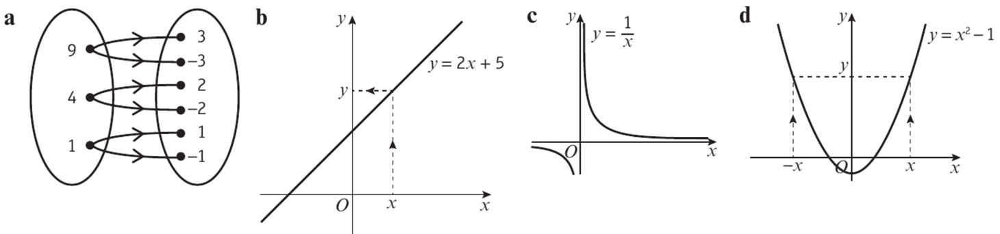 a
9
4
1
3
−3
2
−2
1
−1
b
y
y = 2x + 5
y
O
x
x
c
y
y = 1/x
O
x
d
y
y = x² − 1
y
−x
O
x
x